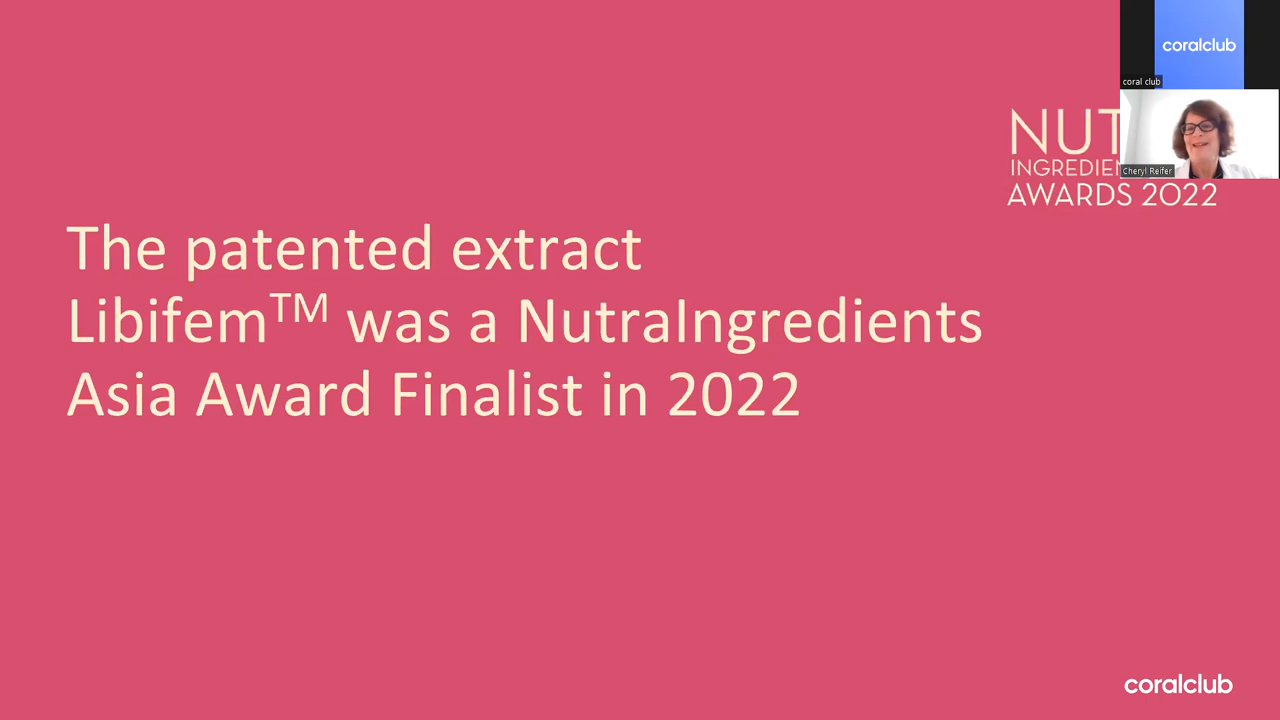 coralclub
coral club
NUT
INGREDIEN
Cheryl Reifer
AWARDS 2022
The patented extract
Libifem™ was a NutraIngredients
Asia Award Finalist in 2022
coralclub